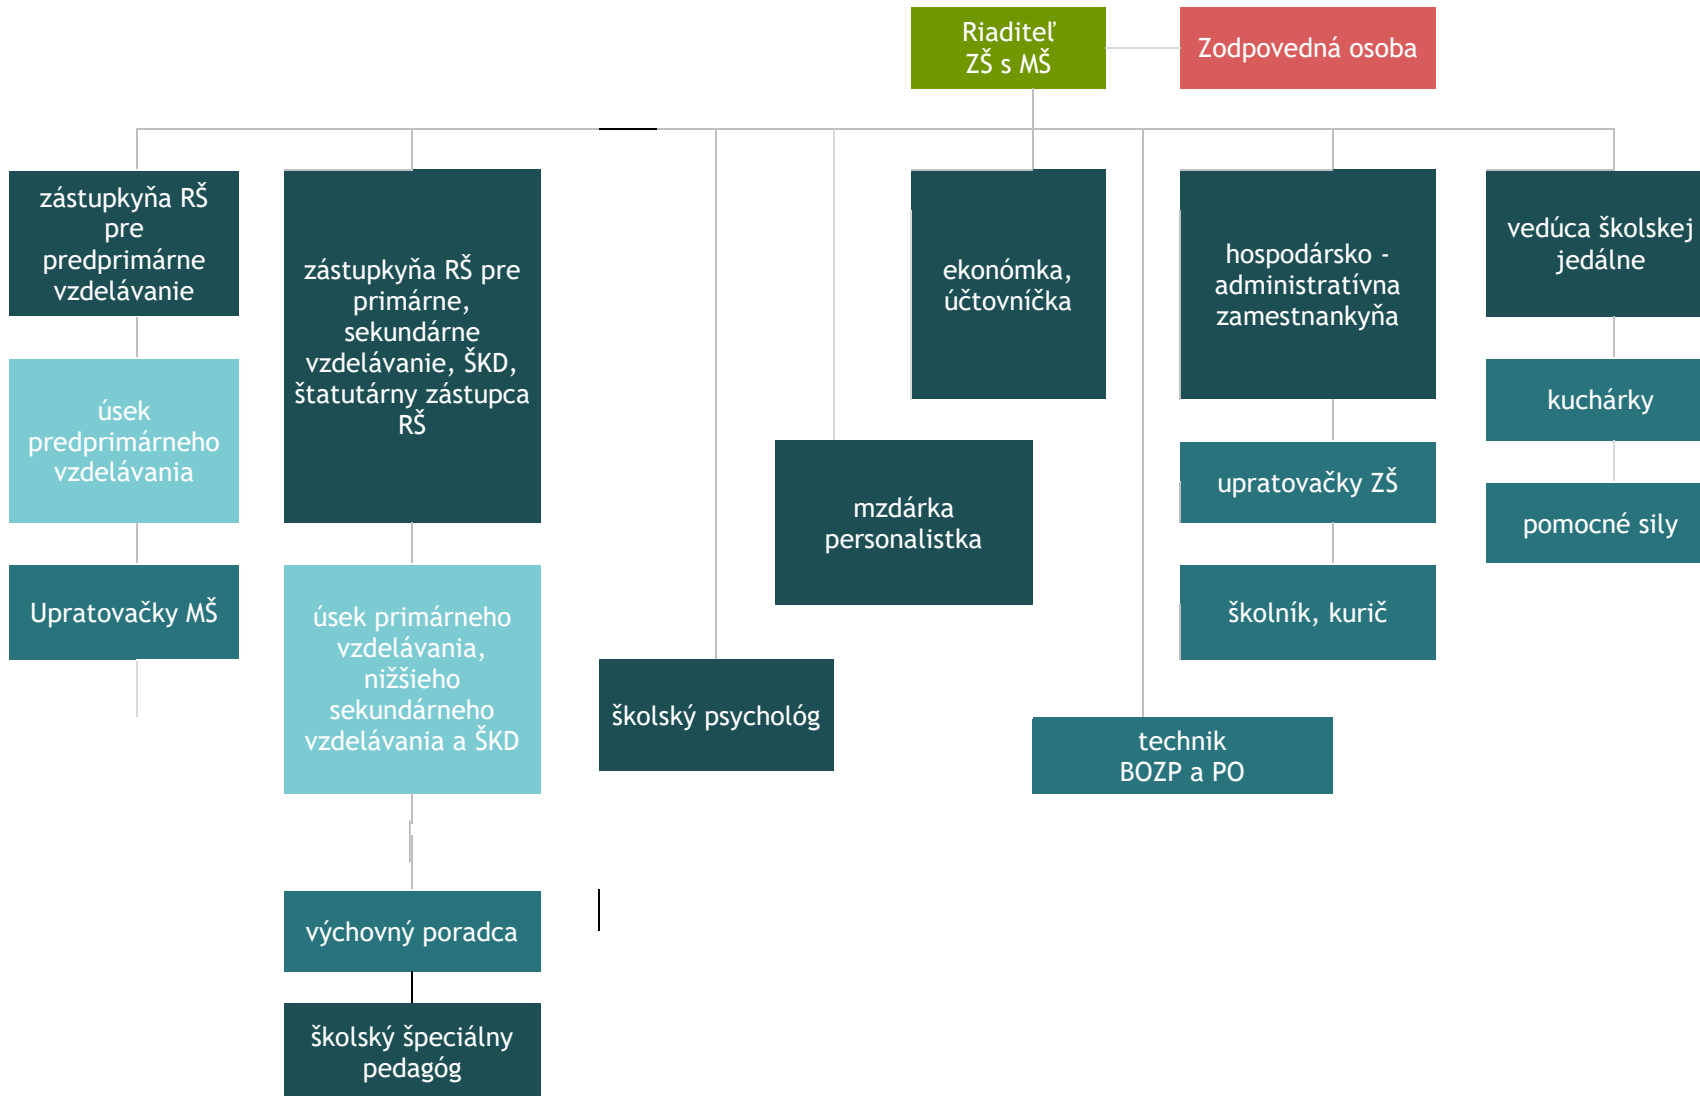 Riaditeľ
ZŠ s MŠ
Zodpovedná osoba
zástupkyňa RŠ
pre
predprimárne
vzdelávanie
úsek
predprimárneho
vzdelávania
Upratovačky MŠ
zástupkyňa RŠ pre
primárne,
sekundárne
vzdelávanie, ŠKD,
štatutárny zástupca
RŠ
úsek primárneho
vzdelávania,
nižšieho
sekundárneho
vzdelávania a ŠKD
výchovný poradca
školský špeciálny
pedagóg
školský psychológ
mzdárka
personalistka
ekonómka,
účtovníčka
technik
BOZP a PO
hospodársko -
administratívna
zamestnankyňa
upratovačky ZŠ
školník, kurič
vedúca školskej
jedálne
kuchárky
pomocné sily